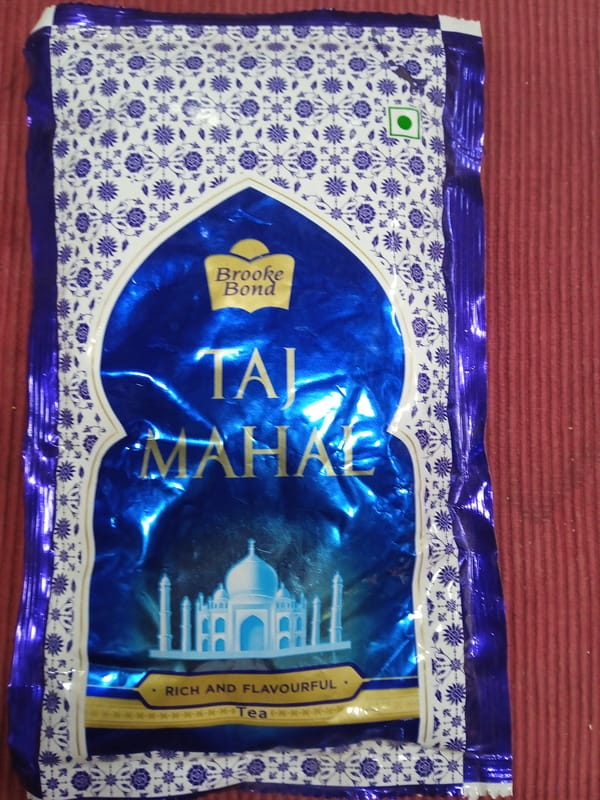 Brooke
Bond
TAJ
MAHAL
RICH AND FLAVOURFUL
Tea